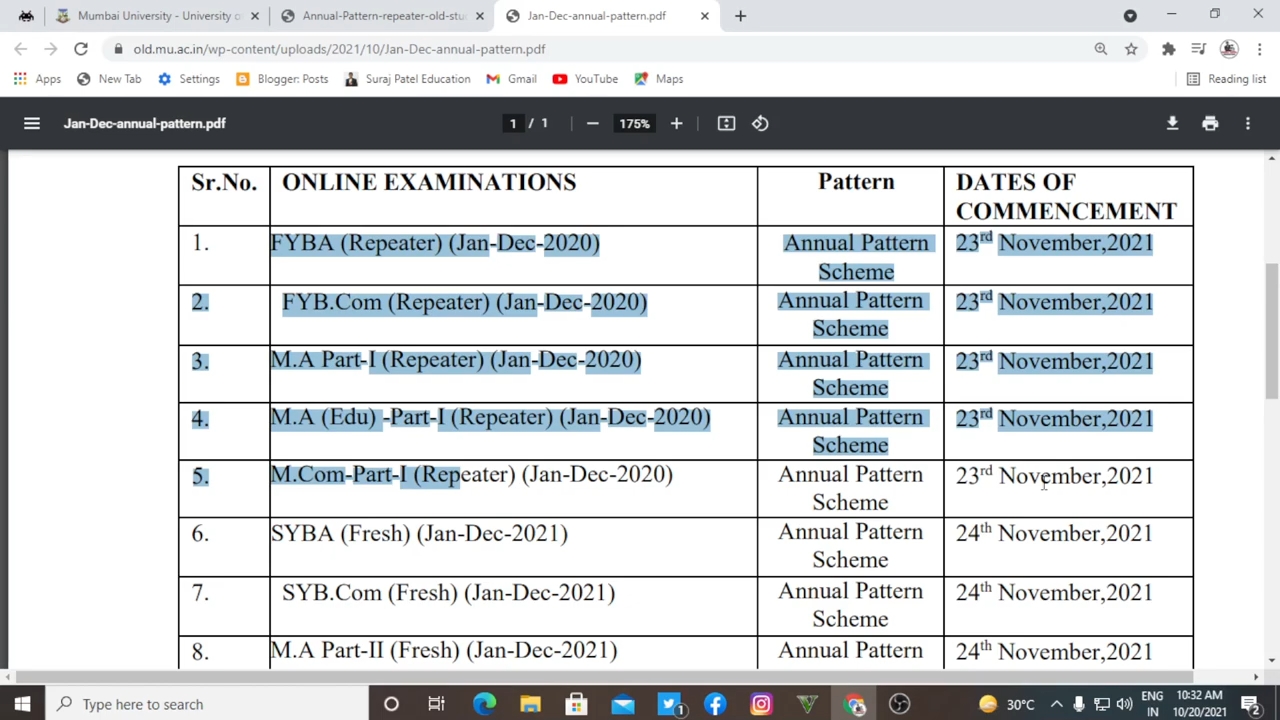 Mumbai University - University of
Annual-Pattern-repeater-old-stu
Jan-Dec-annual-pattern.pdf
old.mu.ac.in/wp-content/uploads/2021/10/Jan-Dec-annual-pattern.pdf
Apps New Tab Settings Blogger: Posts Suraj Patel Education Gmail YouTube Maps Reading list
Jan-Dec-annual-pattern.pdf 1 / 1 175%
Sr.No. ONLINE EXAMINATIONS Pattern DATES OF
COMMENCEMENT
1. FYBA (Repeater) (Jan-Dec-2020) Annual Pattern 23rd November,2021
Scheme
2. FYB.Com (Repeater) (Jan-Dec-2020) Annual Pattern 23rd November,2021
Scheme
3. M.A Part-I (Repeater) (Jan-Dec-2020) Annual Pattern 23rd November,2021
Scheme
4. M.A (Edu) -Part-I (Repeater) (Jan-Dec-2020) Annual Pattern 23rd November,2021
Scheme
5. M.Com-Part-I (Repeater) (Jan-Dec-2020) Annual Pattern 23rd November,2021
Scheme
6. SYBA (Fresh) (Jan-Dec-2021) Annual Pattern 24th November,2021
Scheme
7. SYB.Com (Fresh) (Jan-Dec-2021) Annual Pattern 24th November,2021
Scheme
8. M.A Part-II (Fresh) (Jan-Dec-2021) Annual Pattern 24th November,2021
Type here to search 1 30°C ENG 10:32 AM
IN 10/20/2021 2